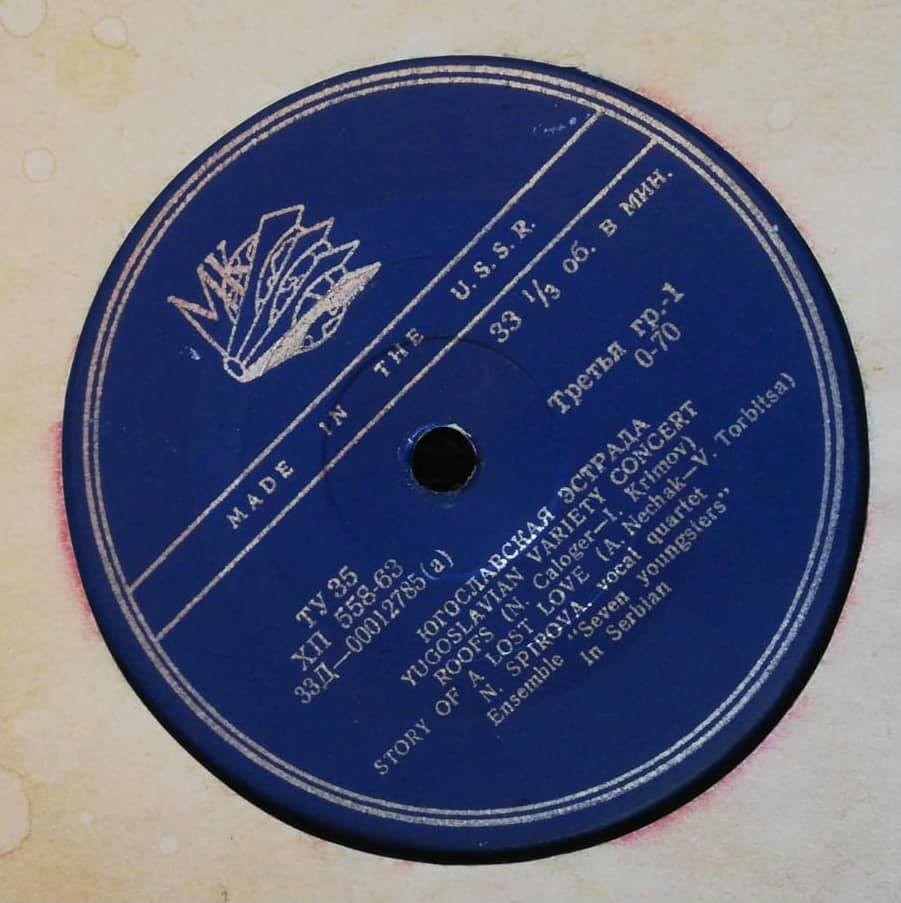 МК
MADE IN THE U.S.S.R.
33 1/3 об. в мин.
Третья гр.-1
0-70
ТУ 35
ХП 558-63
33Д—00012785(a)
ЮГОСЛАВСКАЯ ЭСТРАДА
YUGOSLAVIAN VARIETY CONCERT
ROOFS (N. Caloger—I. Krimov)
STORY OF A LOST LOVE (A. Nechak—V. Torbitsa)
N. SPIROVA, vocal quartet
Ensemble "Seven youngsters"
In Serbian